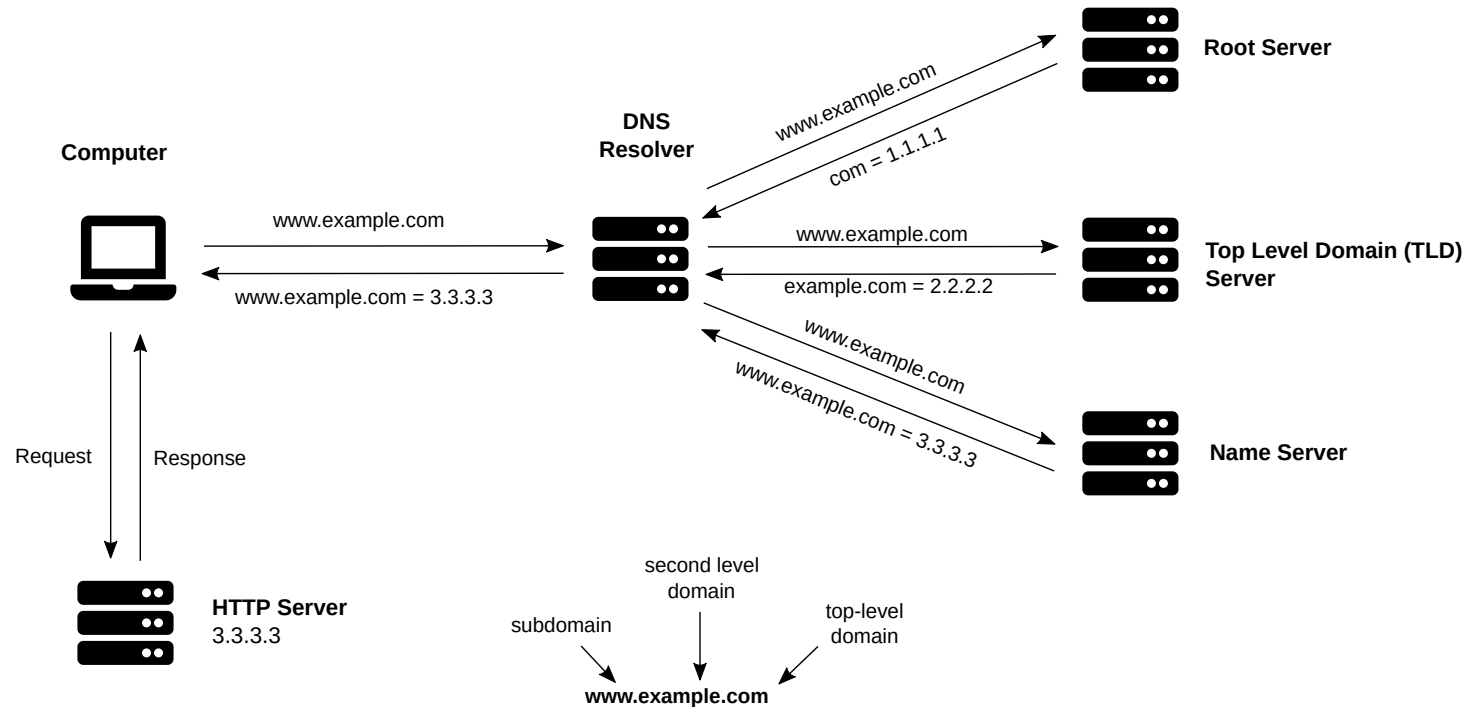 Root Server
www.example.com
com = 1.1.1.1
DNS
Resolver
Computer
www.example.com
www.example.com = 3.3.3.3
www.example.com
example.com = 2.2.2.2
Top Level Domain (TLD)
Server
www.example.com
www.example.com = 3.3.3.3
Name Server
Request
Response
HTTP Server
3.3.3.3
second level
domain
subdomain
top-level
domain
www.example.com